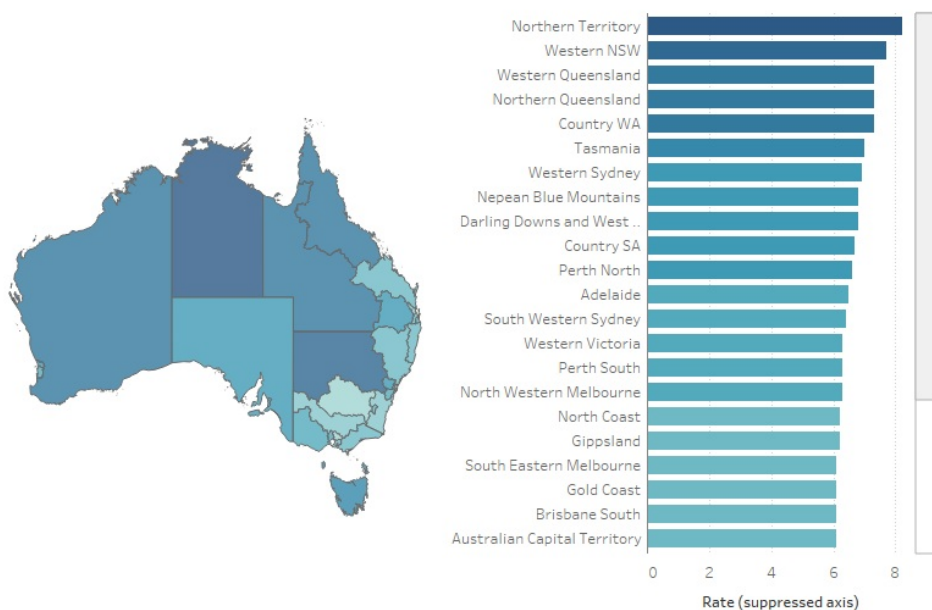 Northern Territory
Western NSW
Western Queensland
Northern Queensland
Country WA
Tasmania
Western Sydney
Nepean Blue Mountains
Darling Downs and West ..
Country SA
Perth North
Adelaide
South Western Sydney
Western Victoria
Perth South
North Western Melbourne
North Coast
Gippsland
South Eastern Melbourne
Gold Coast
Brisbane South
Australian Capital Territory
0 2 4 6 8
Rate (suppressed axis)